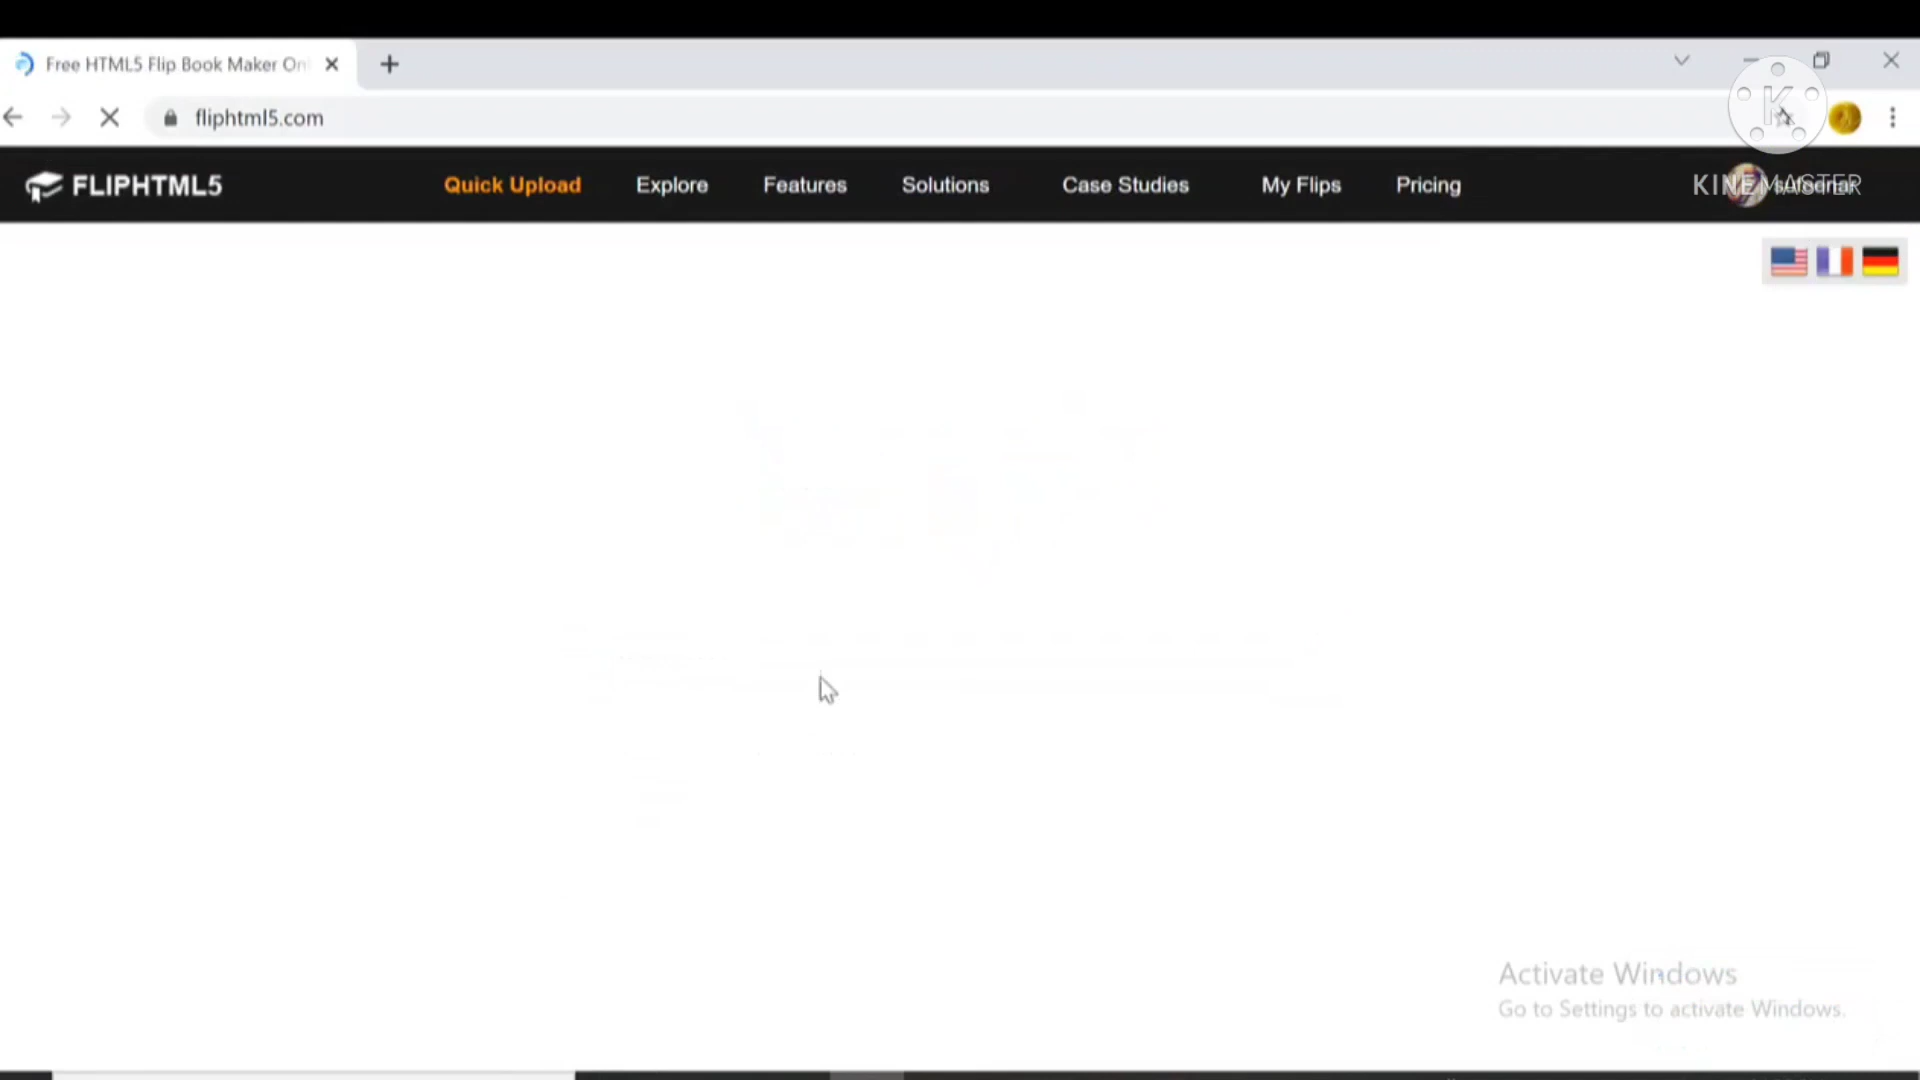 Free HTML5 Flip Book Maker On
fliphtml5.com
K
FLIPHTML5
Quick Upload
Explore
Features
Solutions
Case Studies
My Flips
Pricing
KINEMASTER
Activate Windows
Go to Settings to activate Windows.